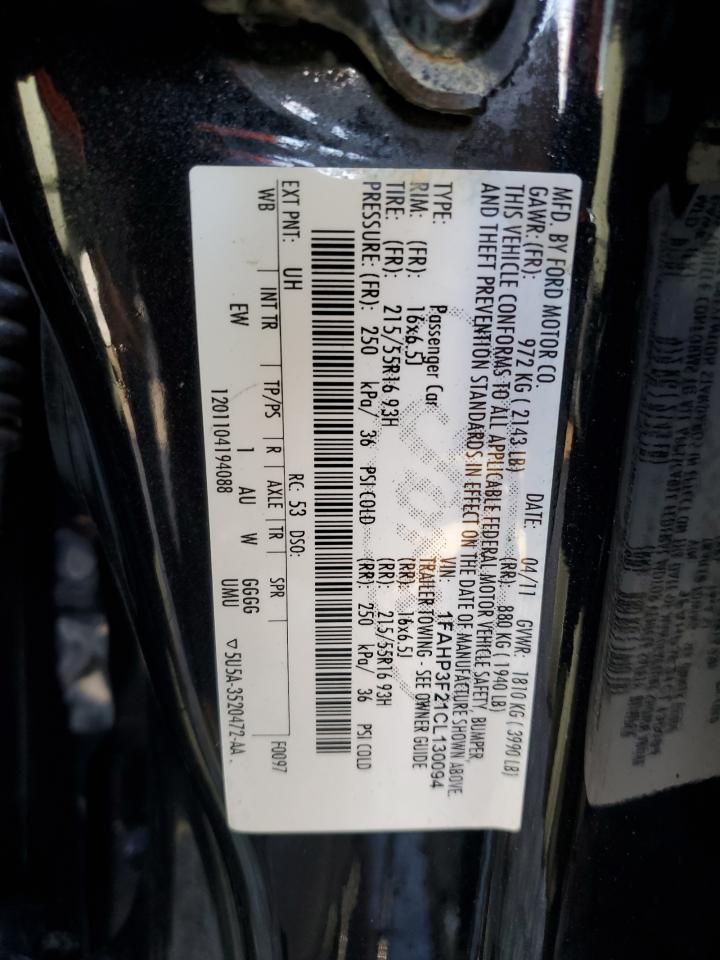 MFD. BY FORD MOTOR CO. DATE: 04/11 GVWR: 1810 KG ( 3990 LB)
GAWR: (FR): 972 KG ( 2143 LB) (RR): 880 KG ( 1940 LB)
THIS VEHICLE CONFORMS TO ALL APPLICABLE FEDERAL MOTOR VEHICLE SAFETY, BUMPER,
AND THEFT PREVENTION STANDARDS IN EFFECT ON THE DATE OF MANUFACTURE SHOWN ABOVE.
VIN: 1FAHP3F21CL130094
TYPE: Passenger Car TRAILER TOWING - SEE OWNER GUIDE
RIM: (FR): 16x6.5J (RR): 16x6.5J
TIRE: (FR): 215/55R16 93H (RR): 215/55R16 93H
PRESSURE: (FR): 250 kPa/ 36 PSI COLD (RR): 250 kPa/ 36 PSI COLD
EXT PNT: UH RC: 53 DSO: F0097
WB INT TR TP/PS R AXLE TR SPR
EW 1 AU W GGGG
UMU
1201104194088 ▽ 5U5A-3520472-AA.